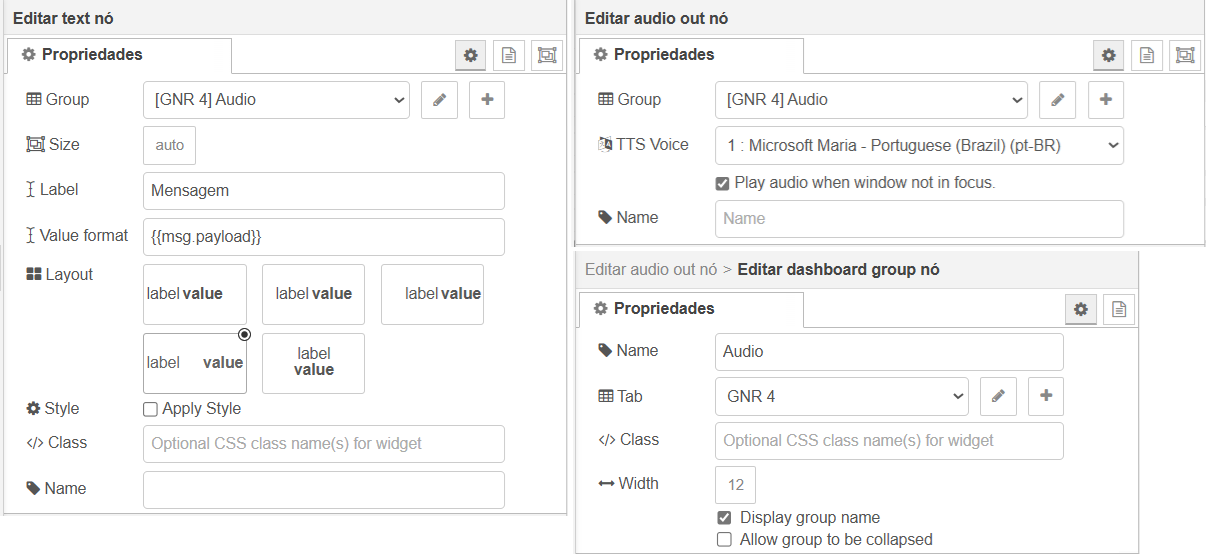 Editar text nó
Propriedades
Group
[GNR 4] Audio
Size
auto
Label
Mensagem
Value format
{{msg.payload}}
Layout
label value
label value
label value
label value
label
value
Style
Apply Style
Class
Optional CSS class name(s) for widget
Name
Editar audio out nó
Propriedades
Group
[GNR 4] Audio
TTS Voice
1 : Microsoft Maria - Portuguese (Brazil) (pt-BR)
Play audio when window not in focus.
Name
Name
Editar audio out nó > Editar dashboard group nó
Propriedades
Name
Audio
Tab
GNR 4
Class
Optional CSS class name(s) for widget
Width
12
Display group name
Allow group to be collapsed